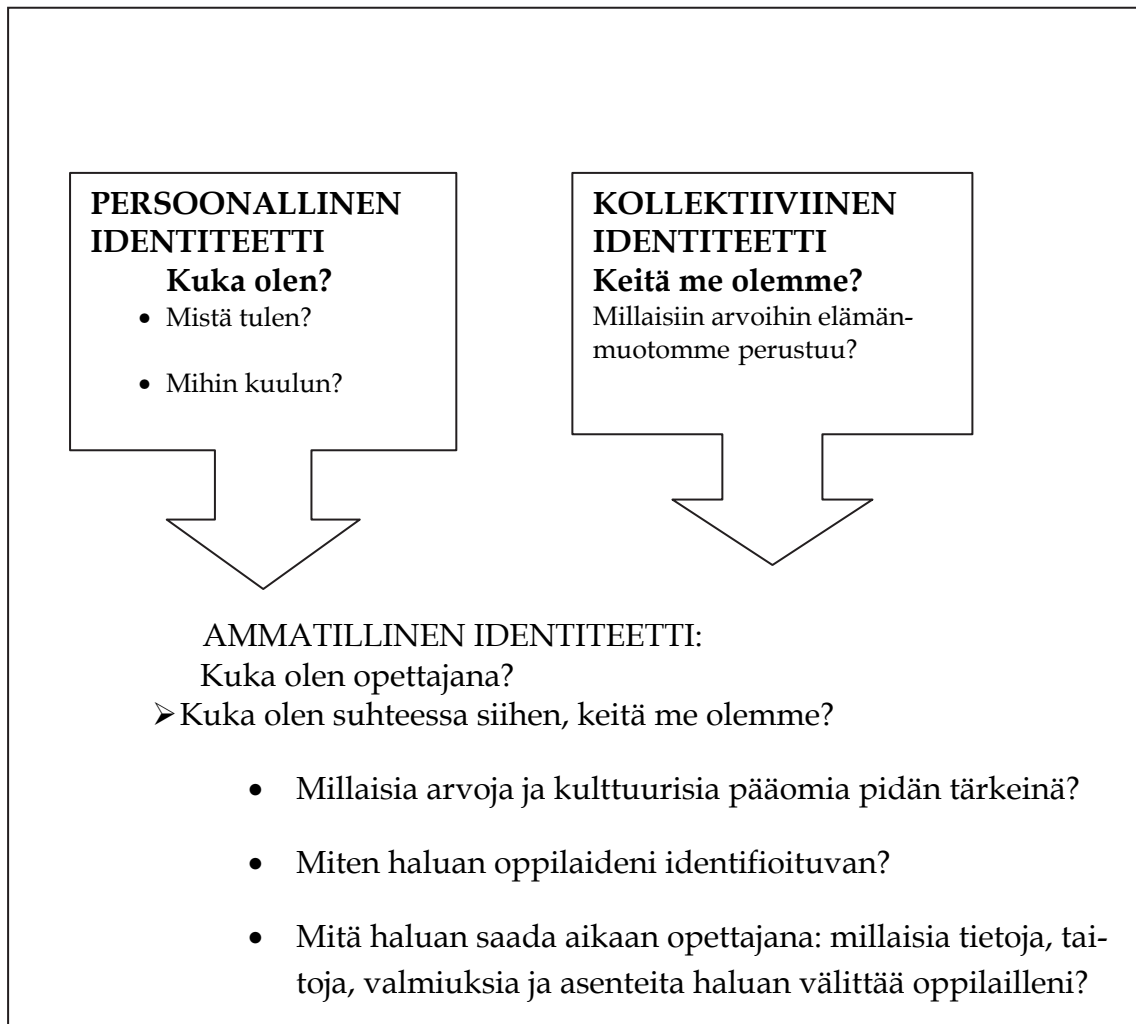 PERSOONALLINEN
IDENTITEETTI
Kuka olen?
• Mistä tulen?
• Mihin kuulun?
KOLLEKTIIVIINEN
IDENTITEETTI
Keitä me olemme?
Millaisiin arvoihin elämän-
muotomme perustuu?
AMMATILLINEN IDENTITEETTI:
Kuka olen opettajana?
➢ Kuka olen suhteessa siihen, keitä me olemme?
• Millaisia arvoja ja kulttuurisia pääomia pidän tärkeinä?
• Miten haluan oppilaideni identifioituvan?
• Mitä haluan saada aikaan opettajana: millaisia tietoja, tai-
toja, valmiuksia ja asenteita haluan välittää oppilailleni?